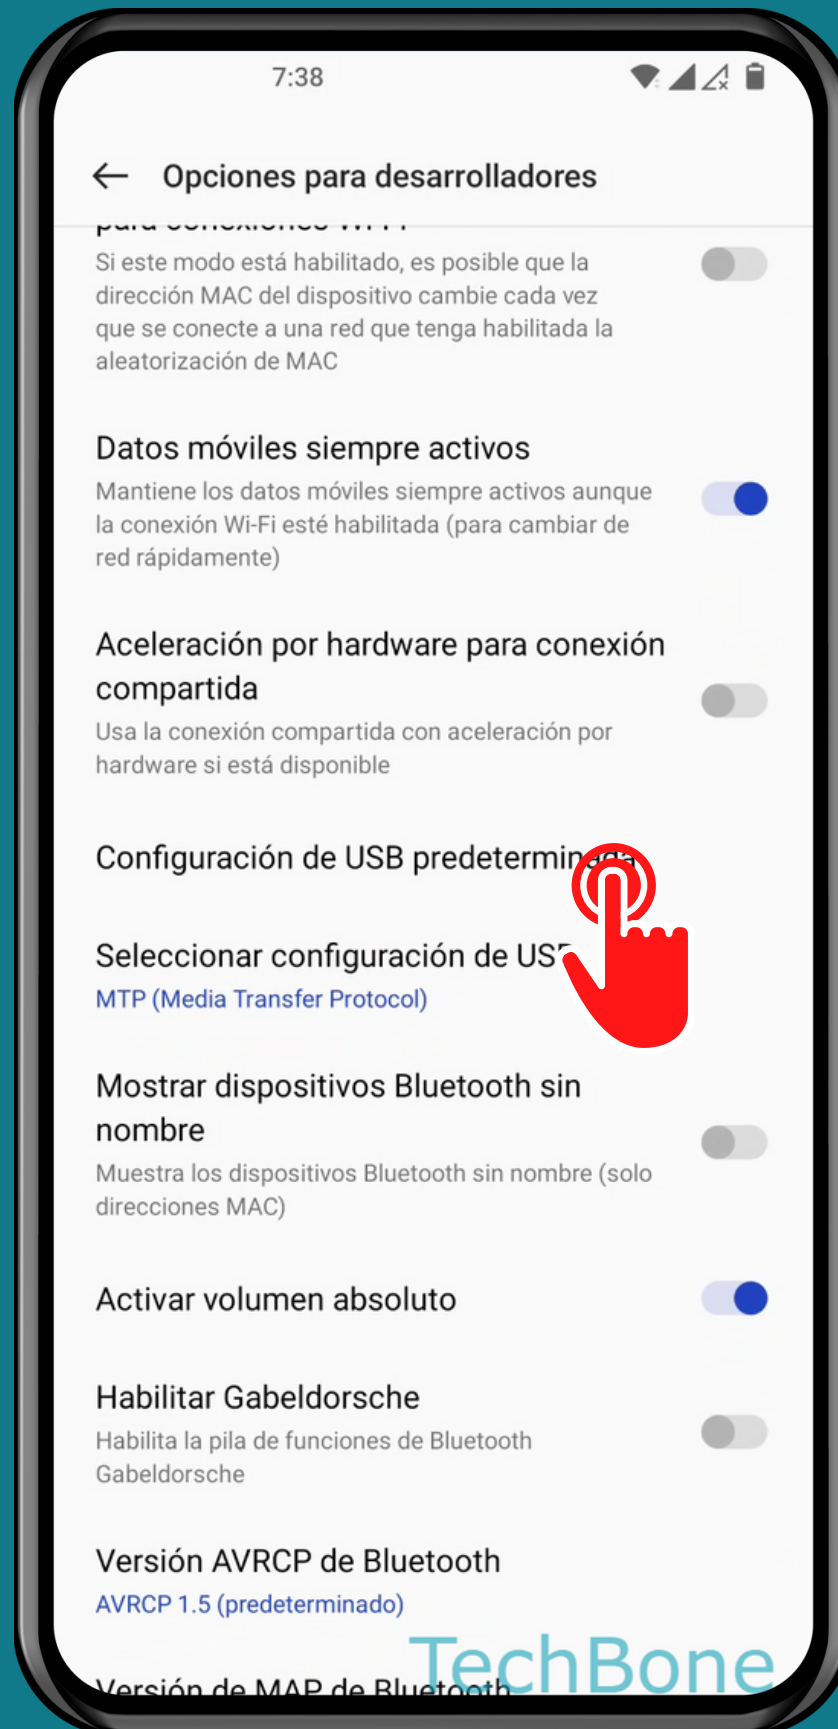 7:38
Opciones para desarrolladores
para conexiones Wi-Fi
Si este modo está habilitado, es posible que la
dirección MAC del dispositivo cambie cada vez
que se conecte a una red que tenga habilitada la
aleatorización de MAC
Datos móviles siempre activos
Mantiene los datos móviles siempre activos aunque
la conexión Wi-Fi esté habilitada (para cambiar de
red rápidamente)
Aceleración por hardware para conexión
compartida
Usa la conexión compartida con aceleración por
hardware si está disponible
Configuración de USB predeterminada
Seleccionar configuración de USB
MTP (Media Transfer Protocol)
Mostrar dispositivos Bluetooth sin
nombre
Muestra los dispositivos Bluetooth sin nombre (solo
direcciones MAC)
Activar volumen absoluto
Habilitar Gabeldorsche
Habilita la pila de funciones de Bluetooth
Gabeldorsche
Versión AVRCP de Bluetooth
AVRCP 1.5 (predeterminado)
Versión de MAP de Bluetooth
TechBone